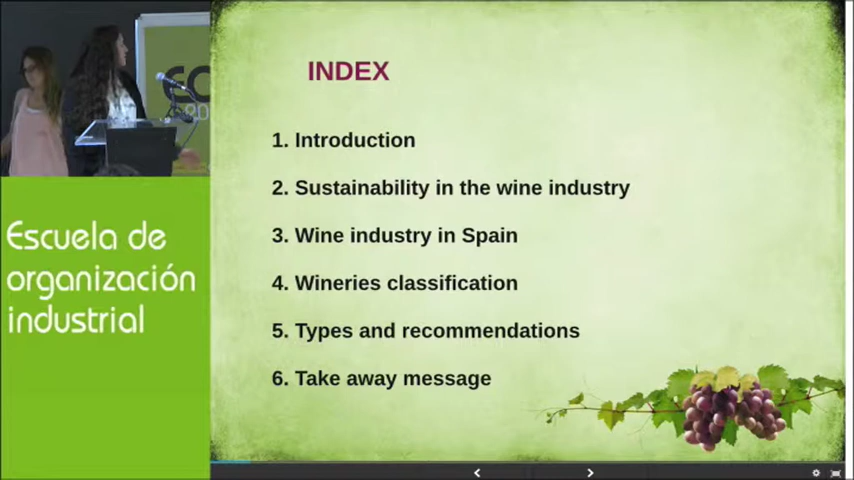 INDEX
1. Introduction
2. Sustainability in the wine industry
3. Wine industry in Spain
4. Wineries classification
5. Types and recommendations
6. Take away message
Escuela de
organización
industrial